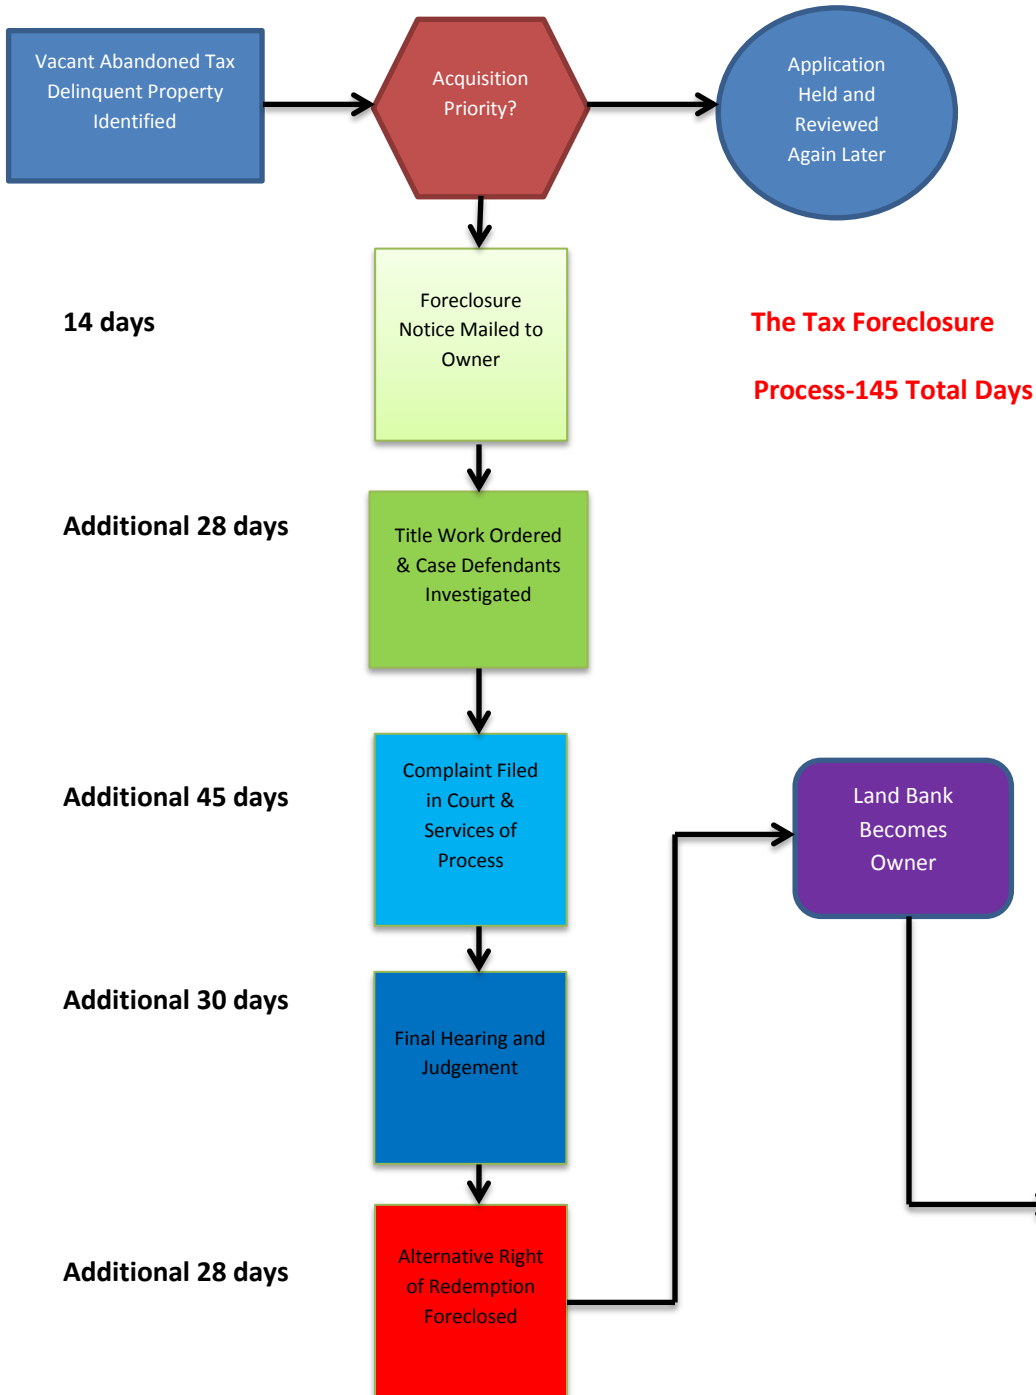 Vacant Abandoned Tax
Delinquent Property
Identified
Acquisition
Priority?
Application
Held and
Reviewed
Again Later
14 days
Foreclosure
Notice Mailed to
Owner
The Tax Foreclosure
Process-145 Total Days
Additional 28 days
Title Work Ordered
& Case Defendants
Investigated
Additional 45 days
Complaint Filed
in Court &
Services of
Process
Land Bank
Becomes
Owner
Additional 30 days
Final Hearing and
Judgement
Additional 28 days
Alternative Right
of Redemption
Foreclosed